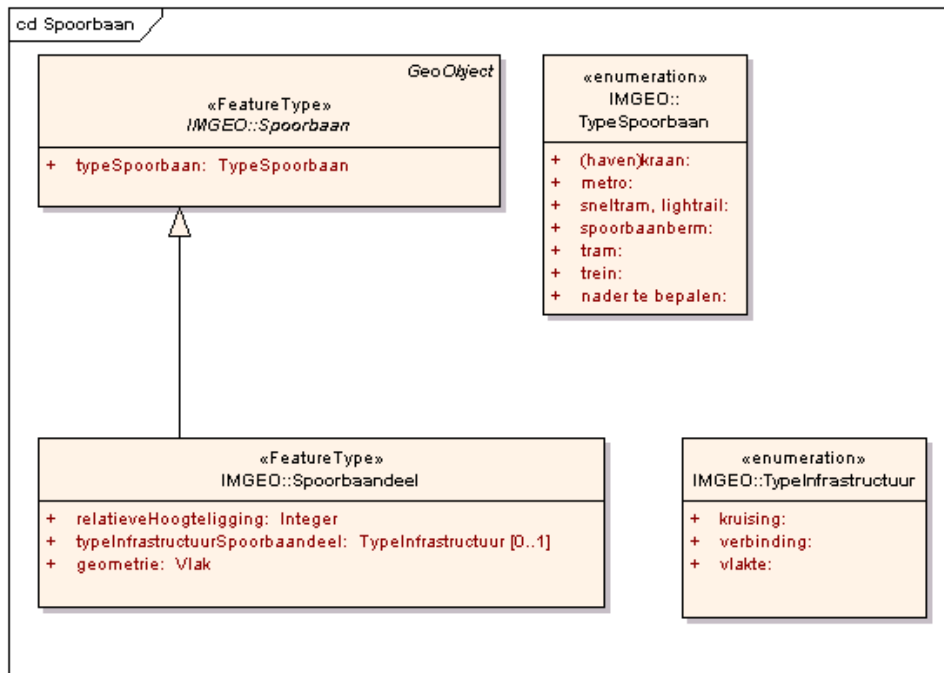 cd Spoorbaan
GeoObject
«FeatureType»
IMGEO::Spoorbaan
+ typeSpoorbaan: TypeSpoorbaan
«enumeration»
IMGEO::
TypeSpoorbaan
+ (haven)kraan:
+ metro:
+ sneltram, lightrail:
+ spoorbaanberm:
+ tram:
+ trein:
+ nader te bepalen:
«FeatureType»
IMGEO::Spoorbaandeel
+ relatieveHoogteligging: Integer
+ typeInfrastructuurSpoorbaandeel: TypeInfrastructuur [0..1]
+ geometrie: Vlak
«enumeration»
IMGEO::TypeInfrastructuur
+ kruising:
+ verbinding:
+ vlakte: